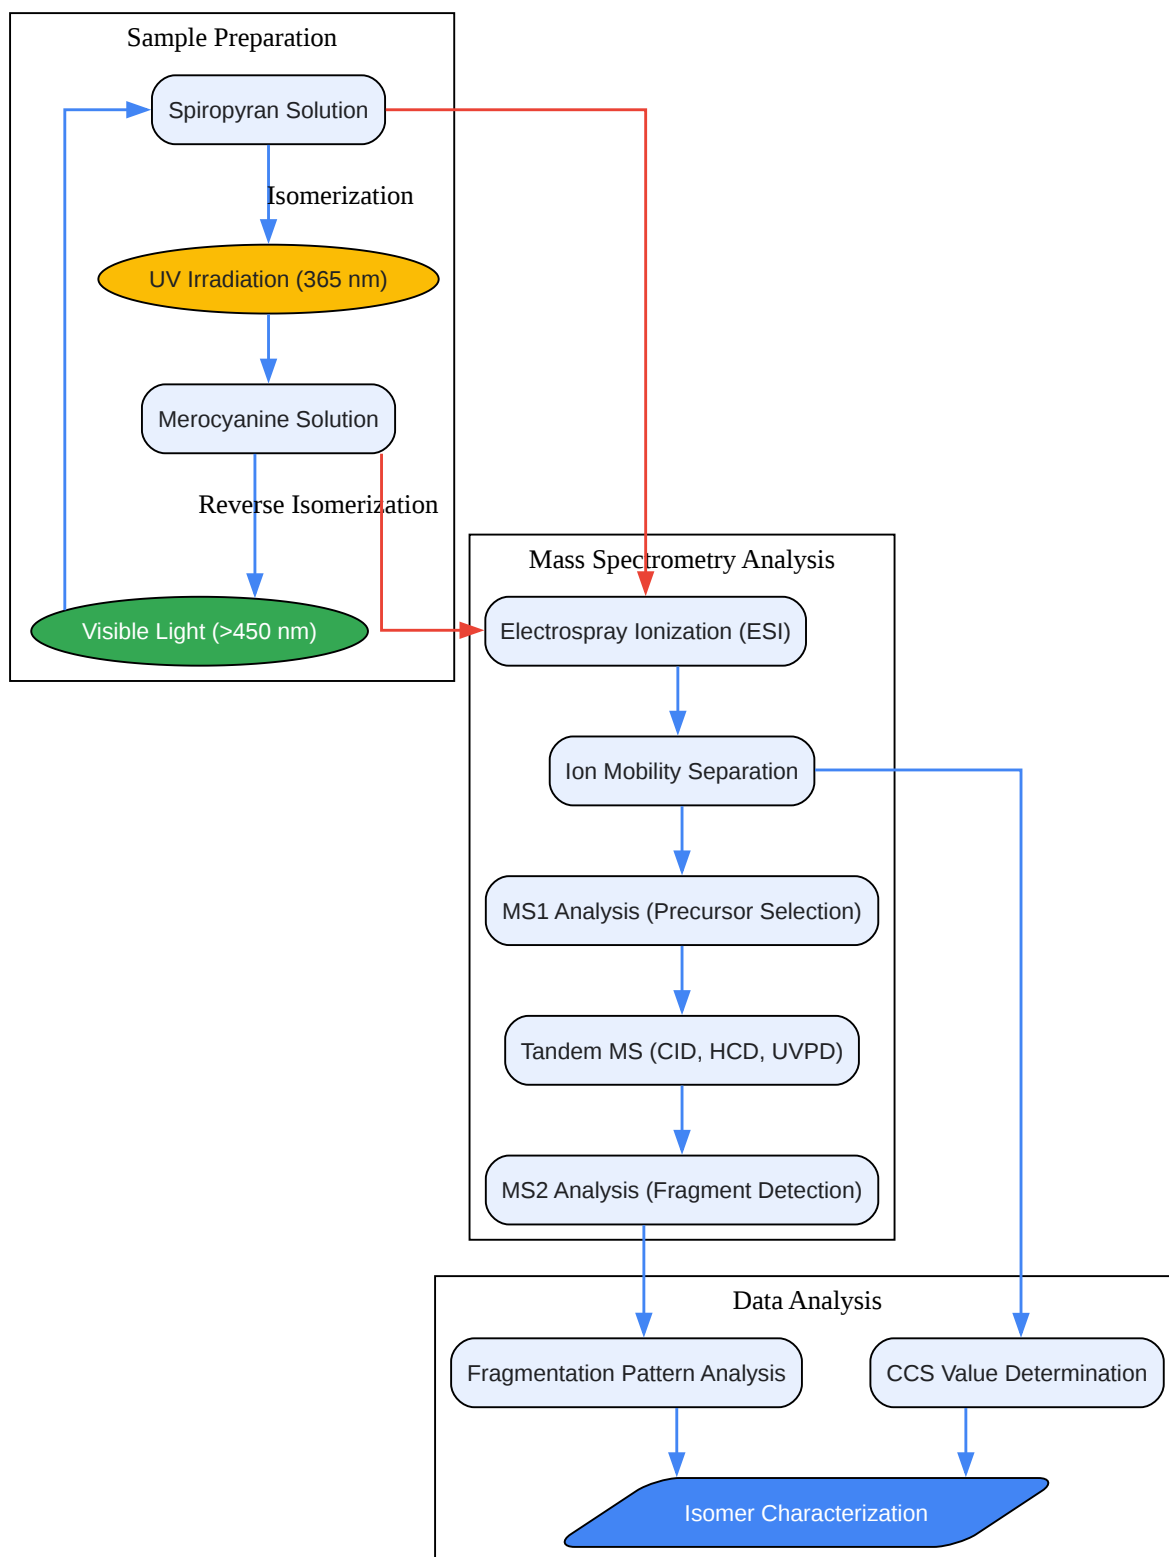 Sample Preparation
Spiropyran Solution
Isomerization
UV Irradiation (365 nm)
Merocyanine Solution
Reverse Isomerization
Visible Light (>450 nm)
Mass Spectrometry Analysis
Electrospray Ionization (ESI)
Ion Mobility Separation
MS1 Analysis (Precursor Selection)
Tandem MS (CID, HCD, UVPD)
MS2 Analysis (Fragment Detection)
Data Analysis
Fragmentation Pattern Analysis
CCS Value Determination
Isomer Characterization